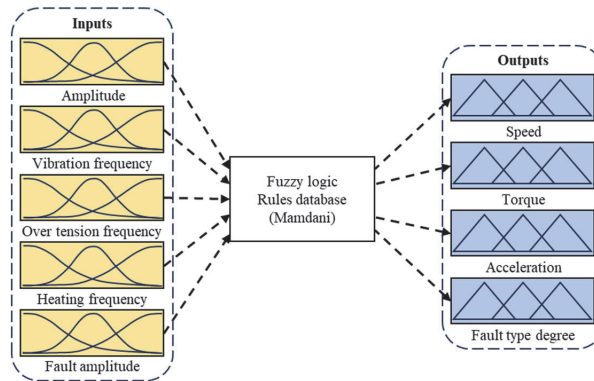 Inputs
Amplitude
Vibration frequency
Over tension frequency
Heating frequency
Fault amplitude
Fuzzy logic
Rules database
(Mamdani)
Outputs
Speed
Torque
Acceleration
Fault type degree